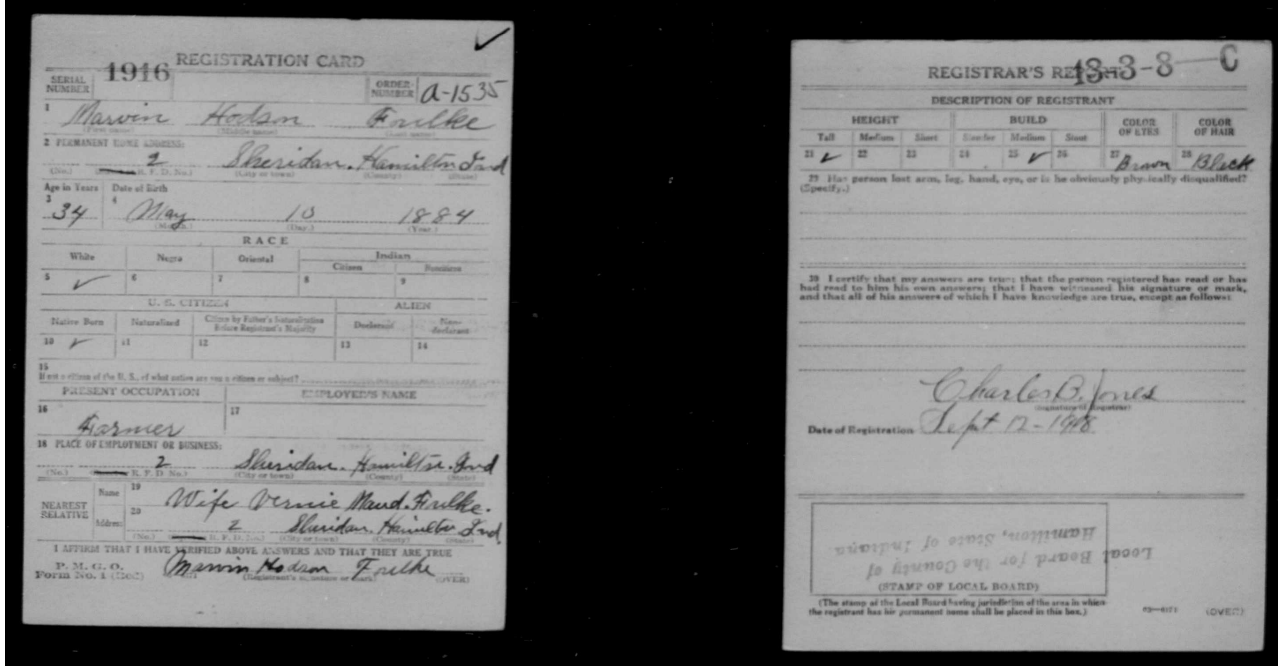 REGISTRATION CARD
SERIAL NUMBER 1916 ORDER NUMBER A-1535
1 Marvin Hodson Foulke
(First name) (Middle name) (Last name)
2 PERMANENT HOME ADDRESS:
2 Sheridan. Hamilton Ind
(No.) R. F. D. No.) (City or town) (County) (State)
Age in Years Date of Birth
3 34 4 May 10 1884
(Month.) (Day.) (Year.)
RACE
White Negro Oriental Indian
Citizen Noncitizen
5 ✓ 6 7 8 9
U. S. CITIZEN ALIEN
Native Born Naturalized Citizen by Father's Naturalization Before Registrant's Majority Declarant Non-declarant
10 ✓ 11 12 13 14
15
If not a citizen of the U. S., of what nation are you a citizen or subject?
PRESENT OCCUPATION EMPLOYER'S NAME
16 Farmer 17
18 PLACE OF EMPLOYMENT OR BUSINESS:
2 Sheridan. Hamilton. Ind
(No.) R. F. D. No.) (City or town) (County) (State)
NEAREST RELATIVE Name 19 Wife Vernie Maud. Foulke.
Address 20 2 Sheridan. Hamilton Ind
(No.) R. F. D. No.) (City or town) (County) (State)
I AFFIRM THAT I HAVE VERIFIED ABOVE ANSWERS AND THAT THEY ARE TRUE
P. M. G. O.
Form No. 1 (Red) Marvin Hodson Foulke
(Registrant's signature or mark) (OVER)
REGISTRAR'S REPORT 13-3-8 C
DESCRIPTION OF REGISTRANT
HEIGHT BUILD COLOR OF EYES COLOR OF HAIR
Tall Medium Short Slender Medium Stout
21 ✓ 22 23 24 25 ✓ 26 27 Brown 28 Black
29 Has person lost arm, leg, hand, eye, or is he obviously physically disqualified?
(Specify.)
30 I certify that my answers are true; that the person registered has read or has
had read to him his own answers; that I have witnessed his signature or mark,
and that all of his answers of which I have knowledge are true, except as follows:
Charles B. Jones
(Signature of Registrar)
Date of Registration Sept 12-1918
Local Board for the County of
Hamilton, State of Indiana
(STAMP OF LOCAL BOARD)
(The stamp of the Local Board having jurisdiction of the area in which
the registrant has his permanent home shall be placed in this box.)
(OVER)